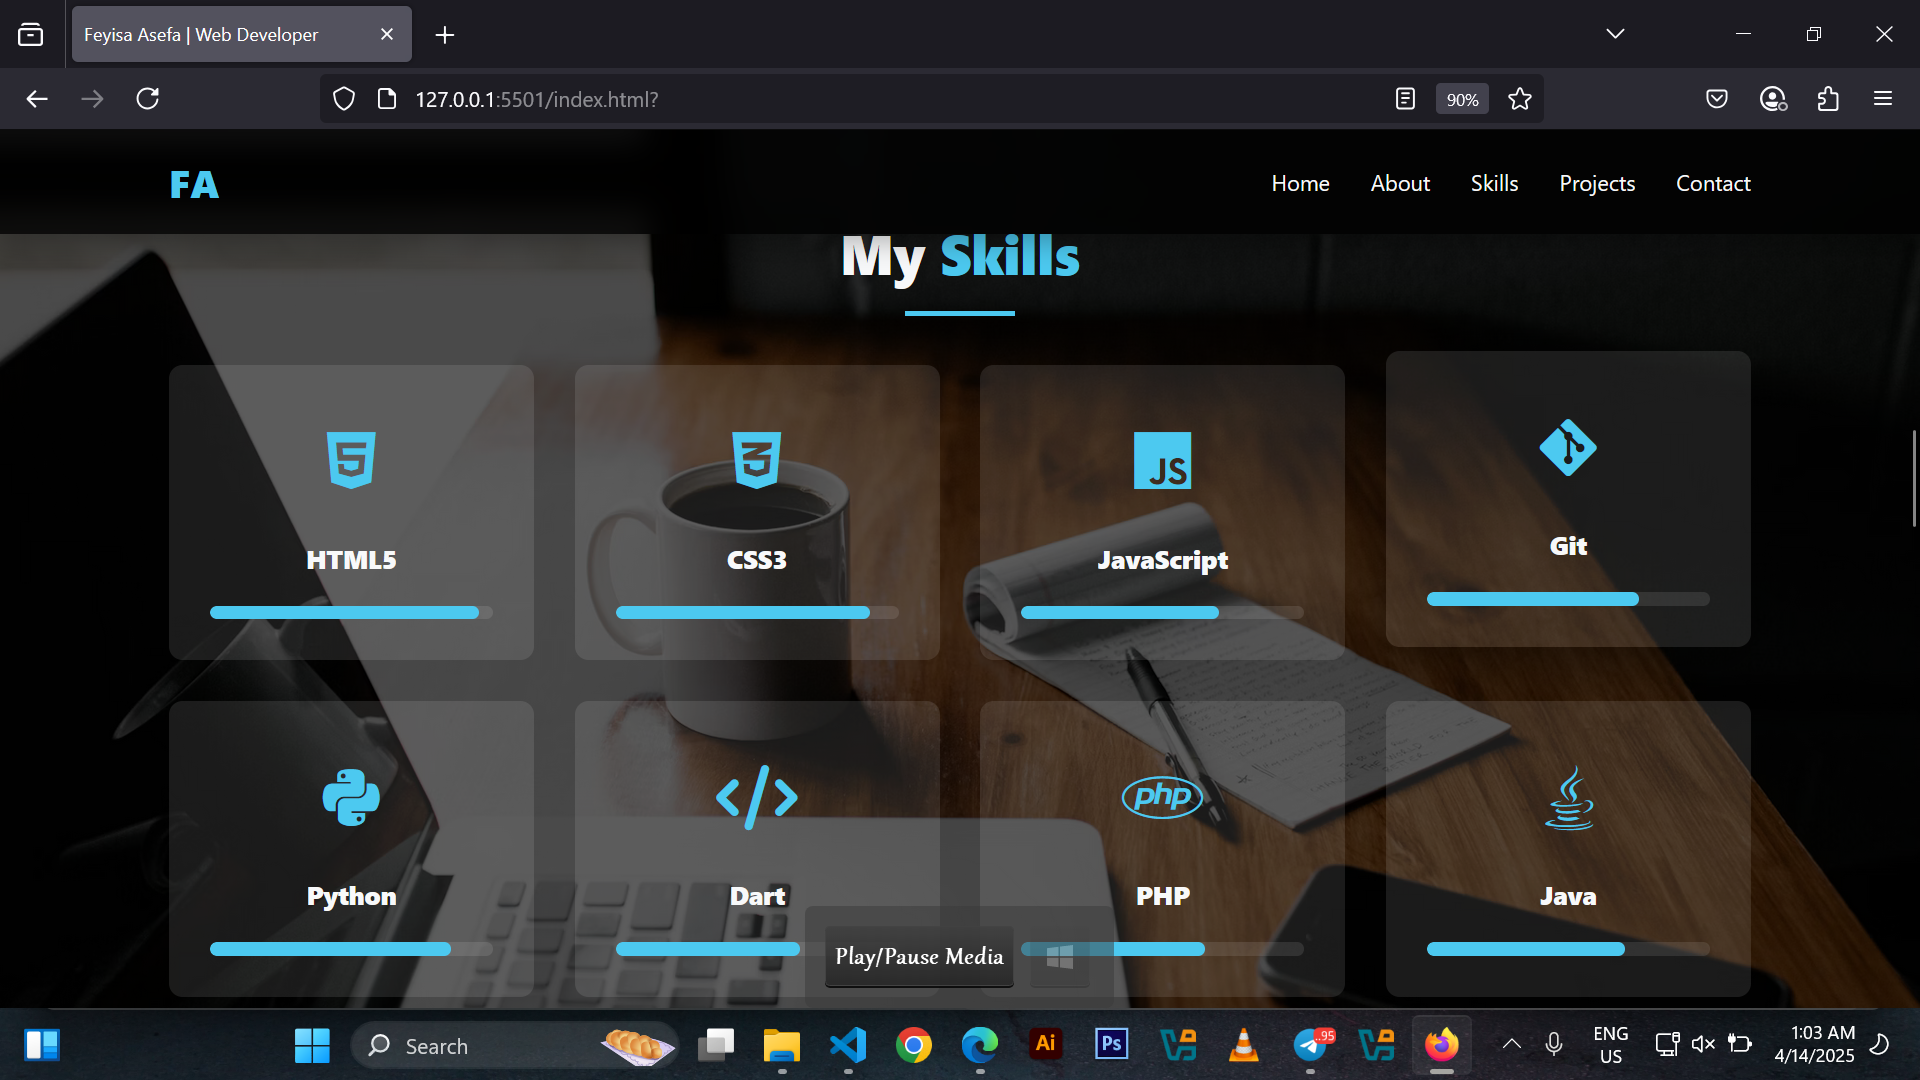 Feyisa Asefa | Web Developer
127.0.0.1:5501/index.html?
90%
FA
Home
About
Skills
Projects
Contact
My Skills
5
3
JS
HTML5
CSS3
JavaScript
Git
php
Python
Dart
PHP
Java
Play/Pause Media
Search
Ai
Ps
..95
ENG
US
1:03 AM
4/14/2025